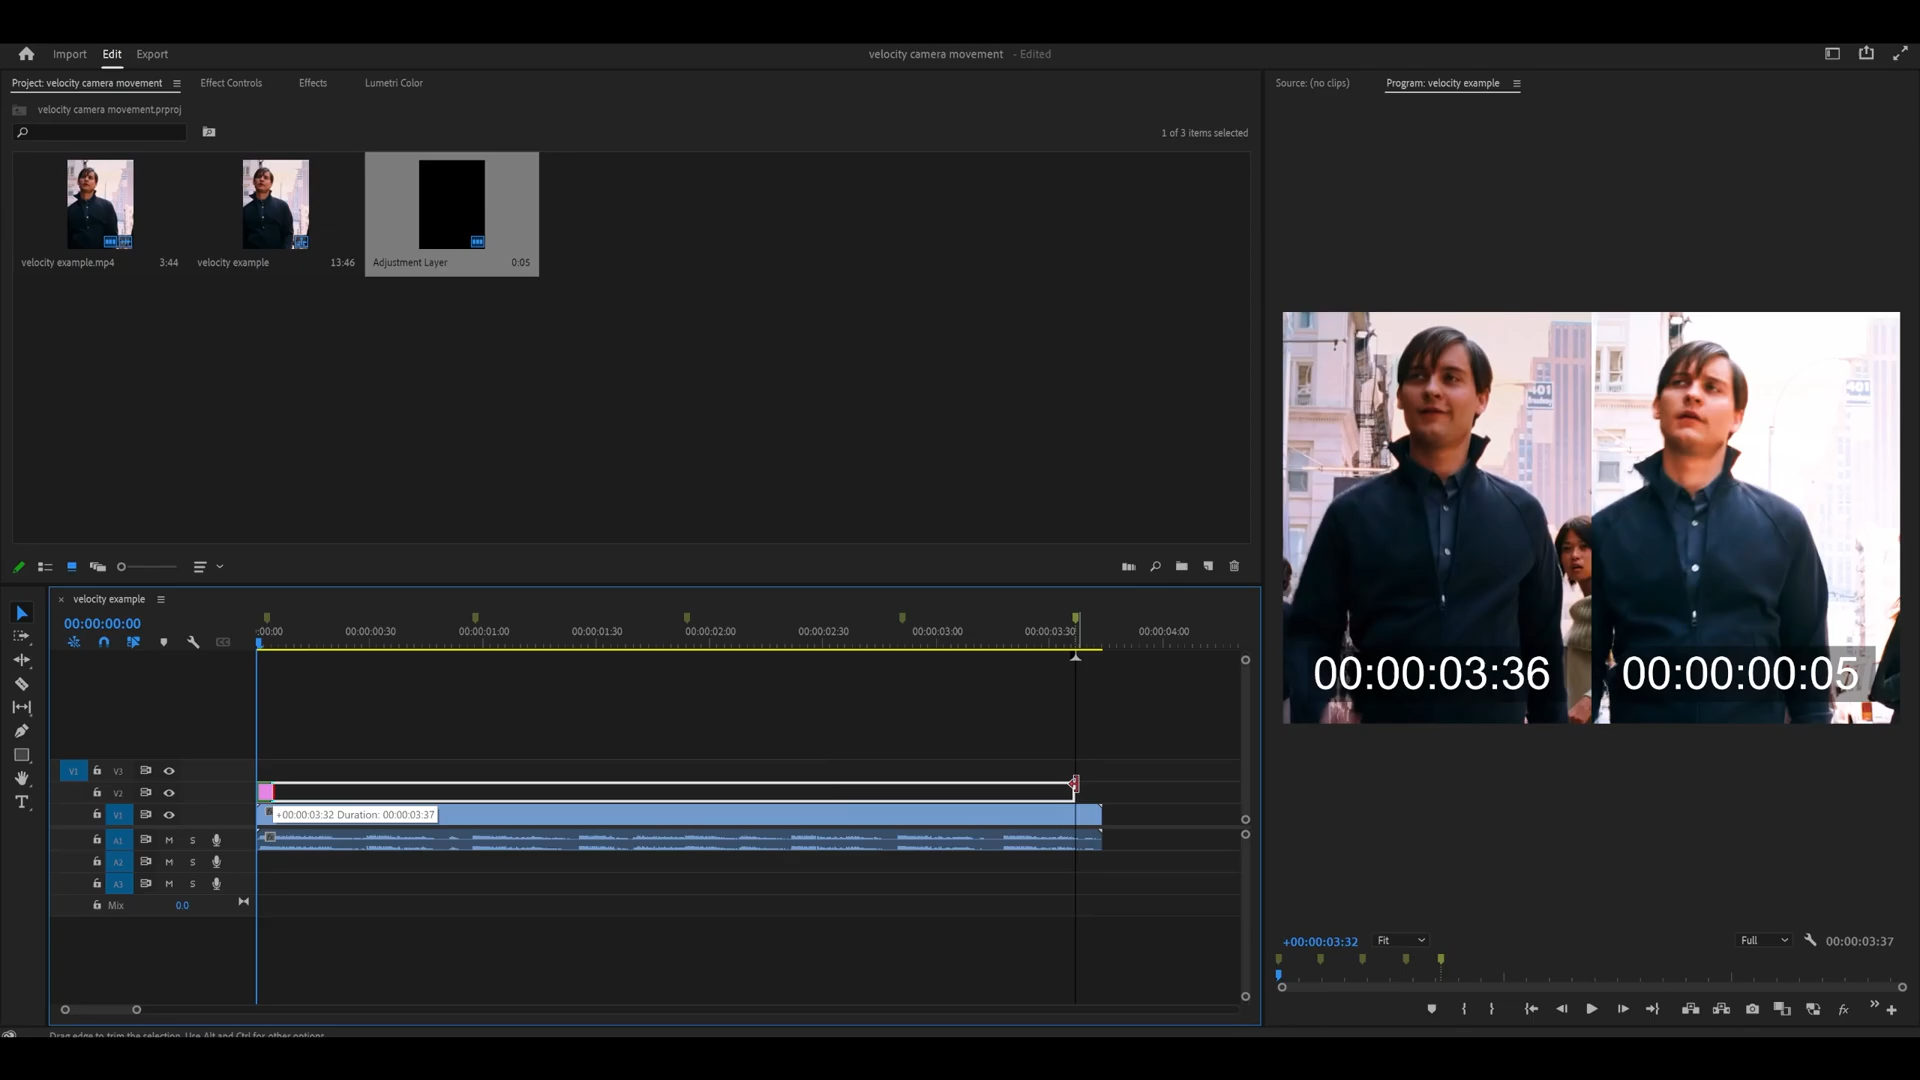 Import Edit Export velocity camera movement - Edited
Project: velocity camera movement Effect Controls Effects Lumetri Color Source: (no clips) Program: velocity example
velocity camera movement.prproj
1 of 3 items selected
velocity example.mp4 3:44 velocity example 13:46 Adjustment Layer 0:05
401 401
00:00:03:36 00:00:00:05
velocity example
00:00:00:00
:00:00 00:00:00:30 00:00:01:00 00:00:01:30 00:00:02:00 00:00:02:30 00:00:03:00 00:00:03:30 00:00:04:00
V1 V3
V2
V1 +00:00:03:32 Duration: 00:00:03:37
A1 M S
A2 M S
A3 M S
Mix 0.0
+00:00:03:32 Fit Full 00:00:03:37
fx
Drag edge to trim the selection. Use Alt and Ctrl for other options.